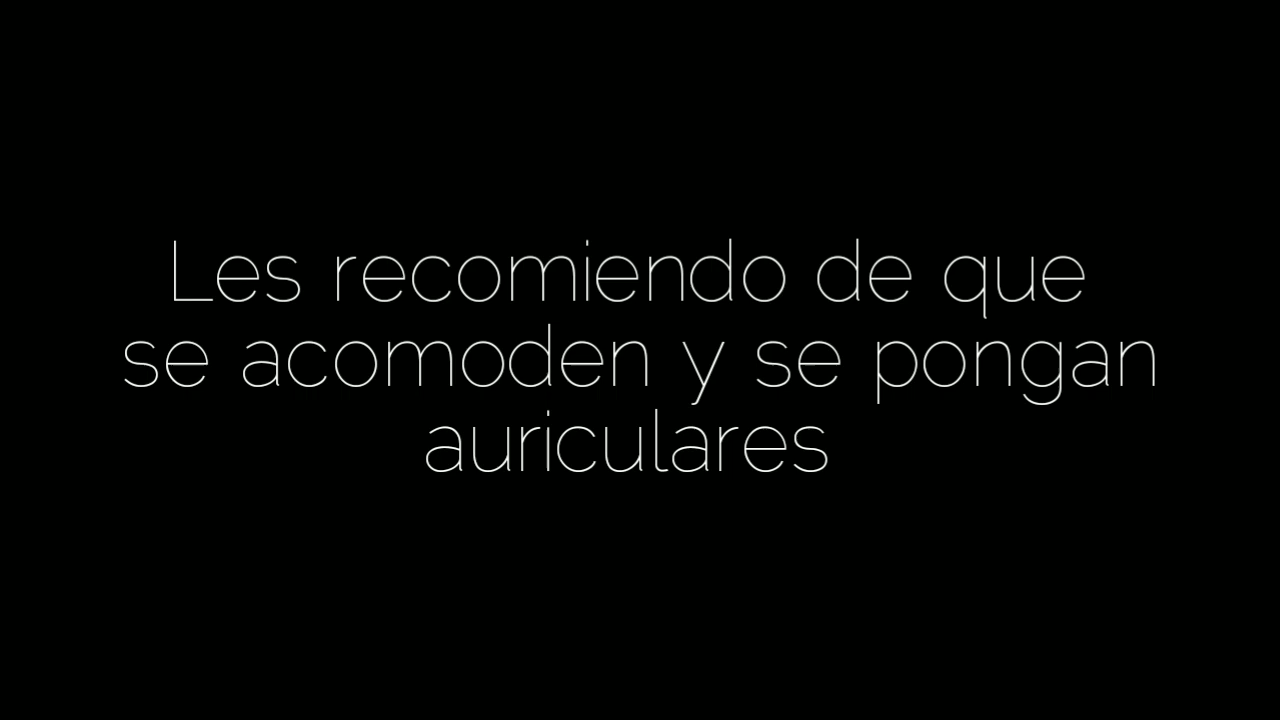 Les recomiendo de que
se acomoden y se pongan
auriculares